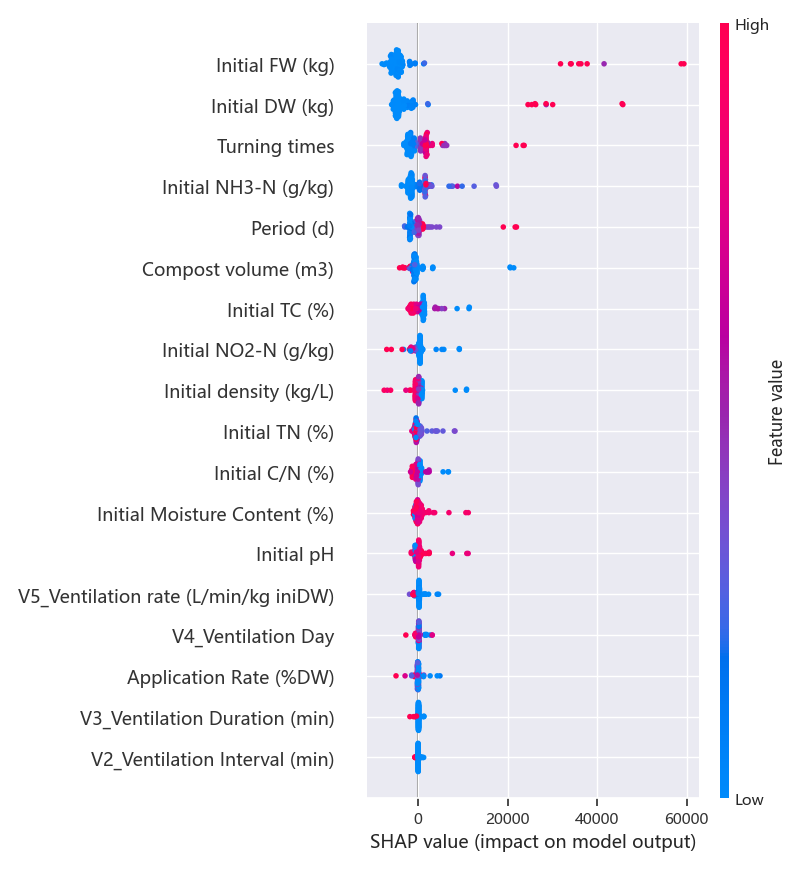 High
Initial FW (kg)
Initial DW (kg)
Turning times
Initial NH3-N (g/kg)
Period (d)
Compost volume (m3)
Initial TC (%)
Initial NO2-N (g/kg)
Initial density (kg/L)
Initial TN (%)
Initial C/N (%)
Initial Moisture Content (%)
Initial pH
V5_Ventilation rate (L/min/kg iniDW)
V4_Ventilation Day
Application Rate (%DW)
V3_Ventilation Duration (min)
V2_Ventilation Interval (min)
Feature value
Low
0 20000 40000 60000
SHAP value (impact on model output)